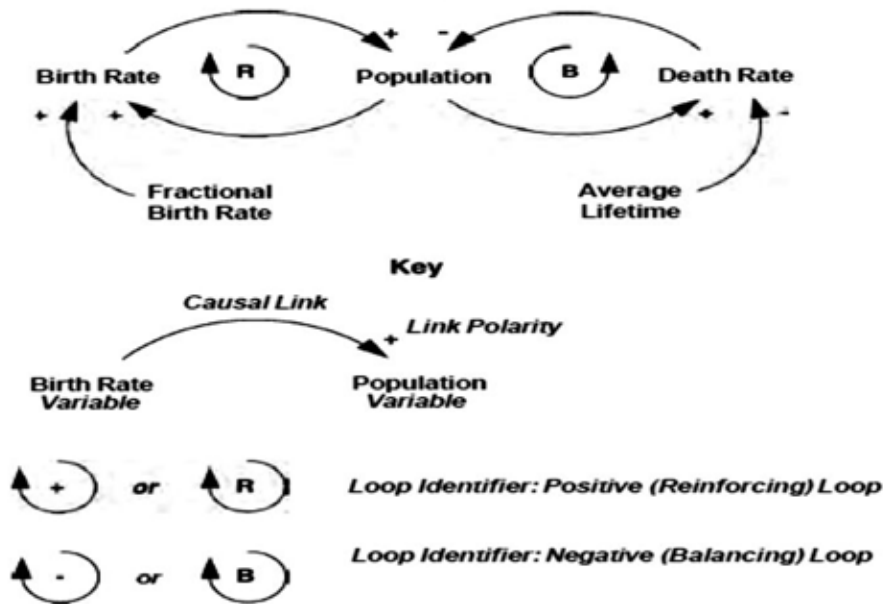 + -
Birth Rate R Population B Death Rate
+ + + -
Fractional
Birth Rate
Average
Lifetime
Key
Causal Link
+ Link Polarity
Birth Rate
Variable
Population
Variable
+ or R Loop Identifier: Positive (Reinforcing) Loop
- or B Loop Identifier: Negative (Balancing) Loop